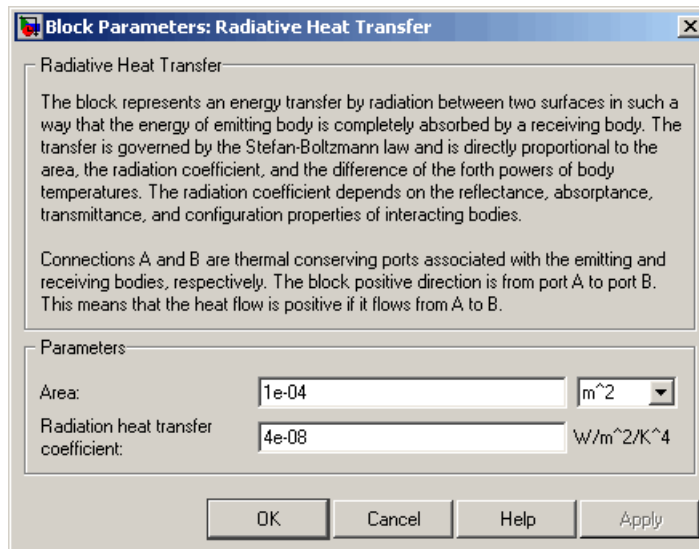 Block Parameters: Radiative Heat Transfer
Radiative Heat Transfer
The block represents an energy transfer by radiation between two surfaces in such a
way that the energy of emitting body is completely absorbed by a receiving body. The
transfer is governed by the Stefan-Boltzmann law and is directly proportional to the
area, the radiation coefficient, and the difference of the forth powers of body
temperatures. The radiation coefficient depends on the reflectance, absorptance,
transmittance, and configuration properties of interacting bodies.
Connections A and B are thermal conserving ports associated with the emitting and
receiving bodies, respectively. The block positive direction is from port A to port B.
This means that the heat flow is positive if it flows from A to B.
Parameters
Area: 1e-04 m^2
Radiation heat transfer
coefficient: 4e-08 W/m^2/K^4
OK Cancel Help Apply